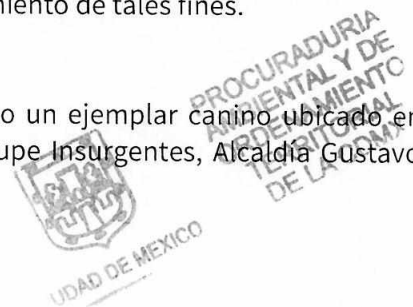 miento de tales fines.
o un ejemplar canino ubicado en
upe Insurgentes, Alcaldía Gustavo
PROCURADURIA
AMBIENTAL Y DE
ORDENAMIENTO
TERRITORIAL
DE LA CDMX
UDAD DE MEXICO